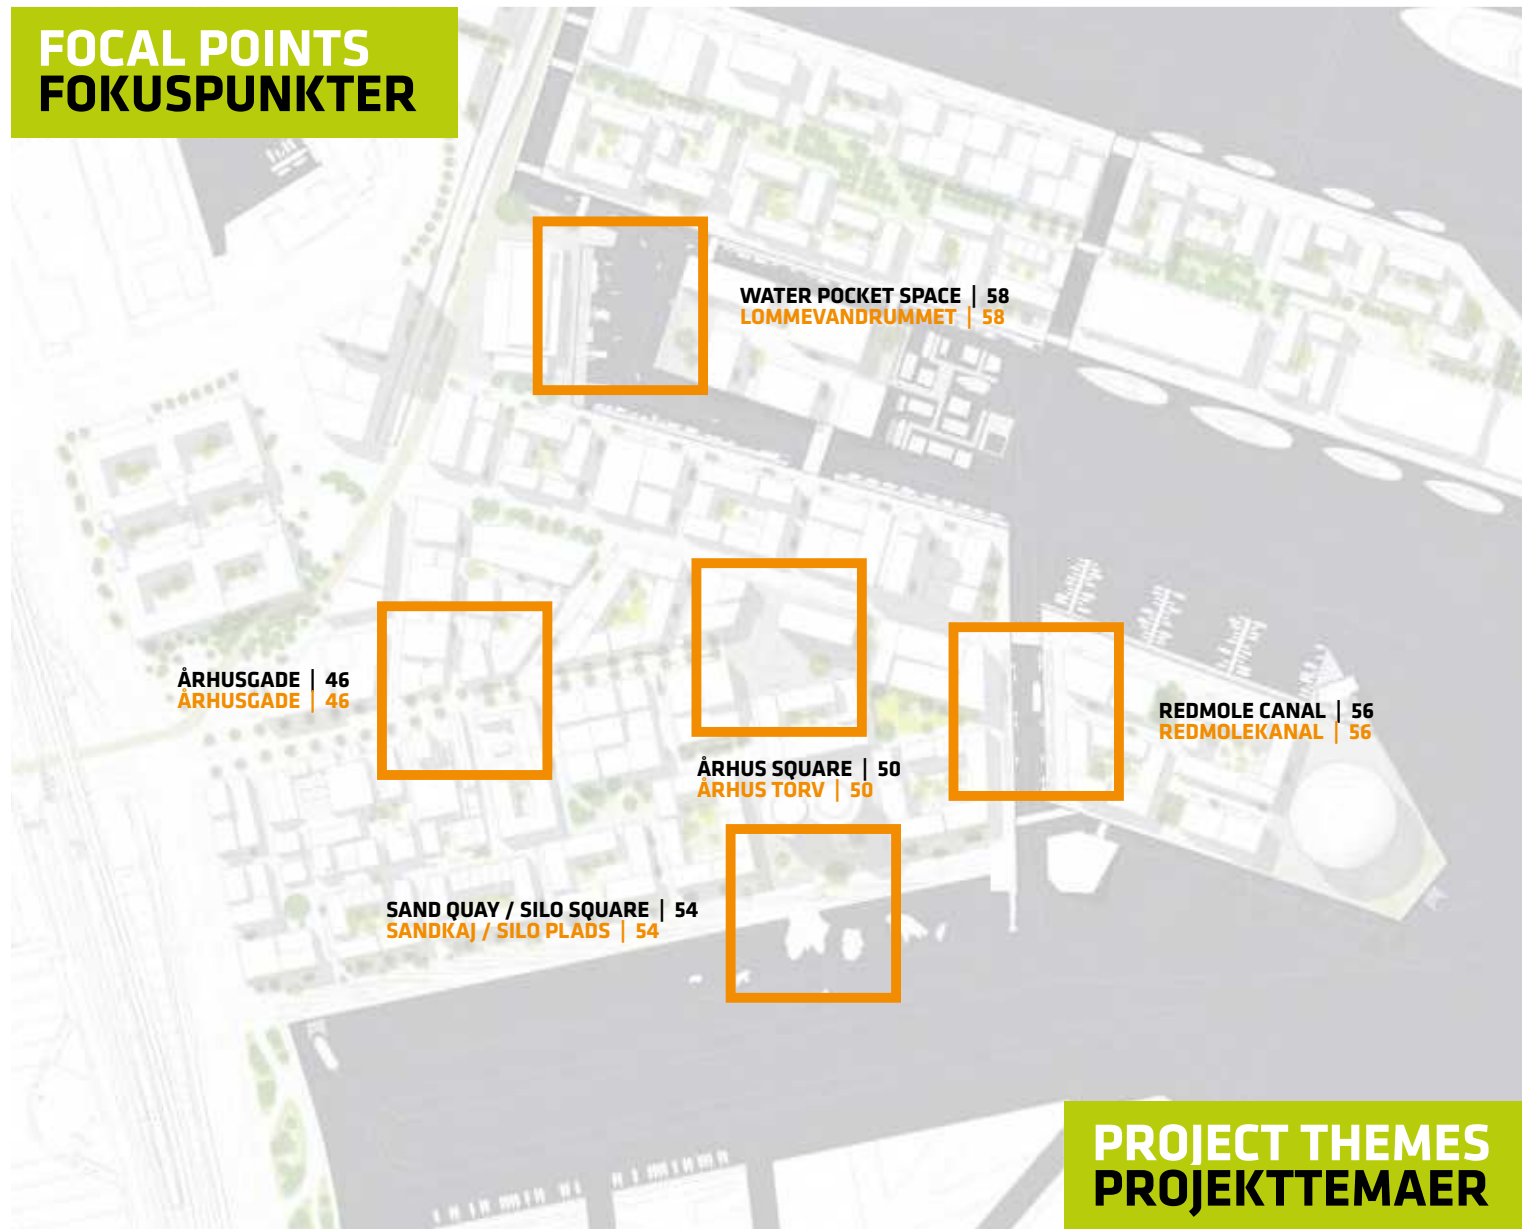 FOCAL POINTS
FOKUSPUNKTER
WATER POCKET SPACE | 58
LOMMEVANDRUMMET | 58
ÅRHUSGADE | 46
ÅRHUSGADE | 46
REDMOLE CANAL | 56
REDMOLEKANAL | 56
ÅRHUS SQUARE | 50
ÅRHUS TORV | 50
SAND QUAY / SILO SQUARE | 54
SANDKAJ / SILO PLADS | 54
PROJECT THEMES
PROJEKTTEMAER